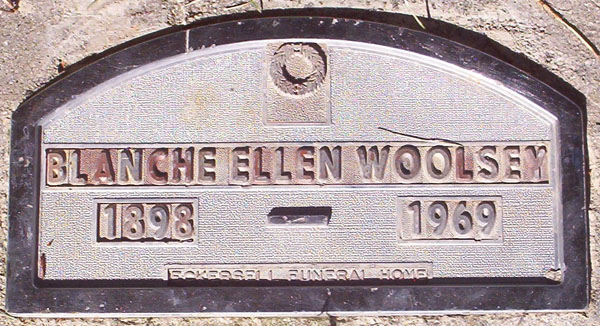 BLANCHE ELLEN WOOLSEY
1898 - 1969
ECKERSELL FUNERAL HOME